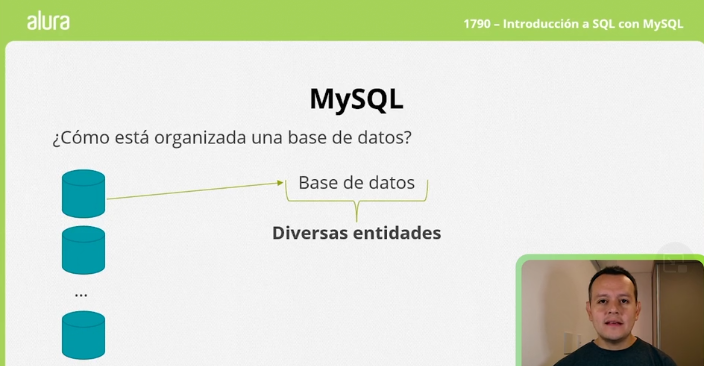 alura
1790 – Introducción a SQL con MySQL
MySQL
¿Cómo está organizada una base de datos?
Base de datos
Diversas entidades
...